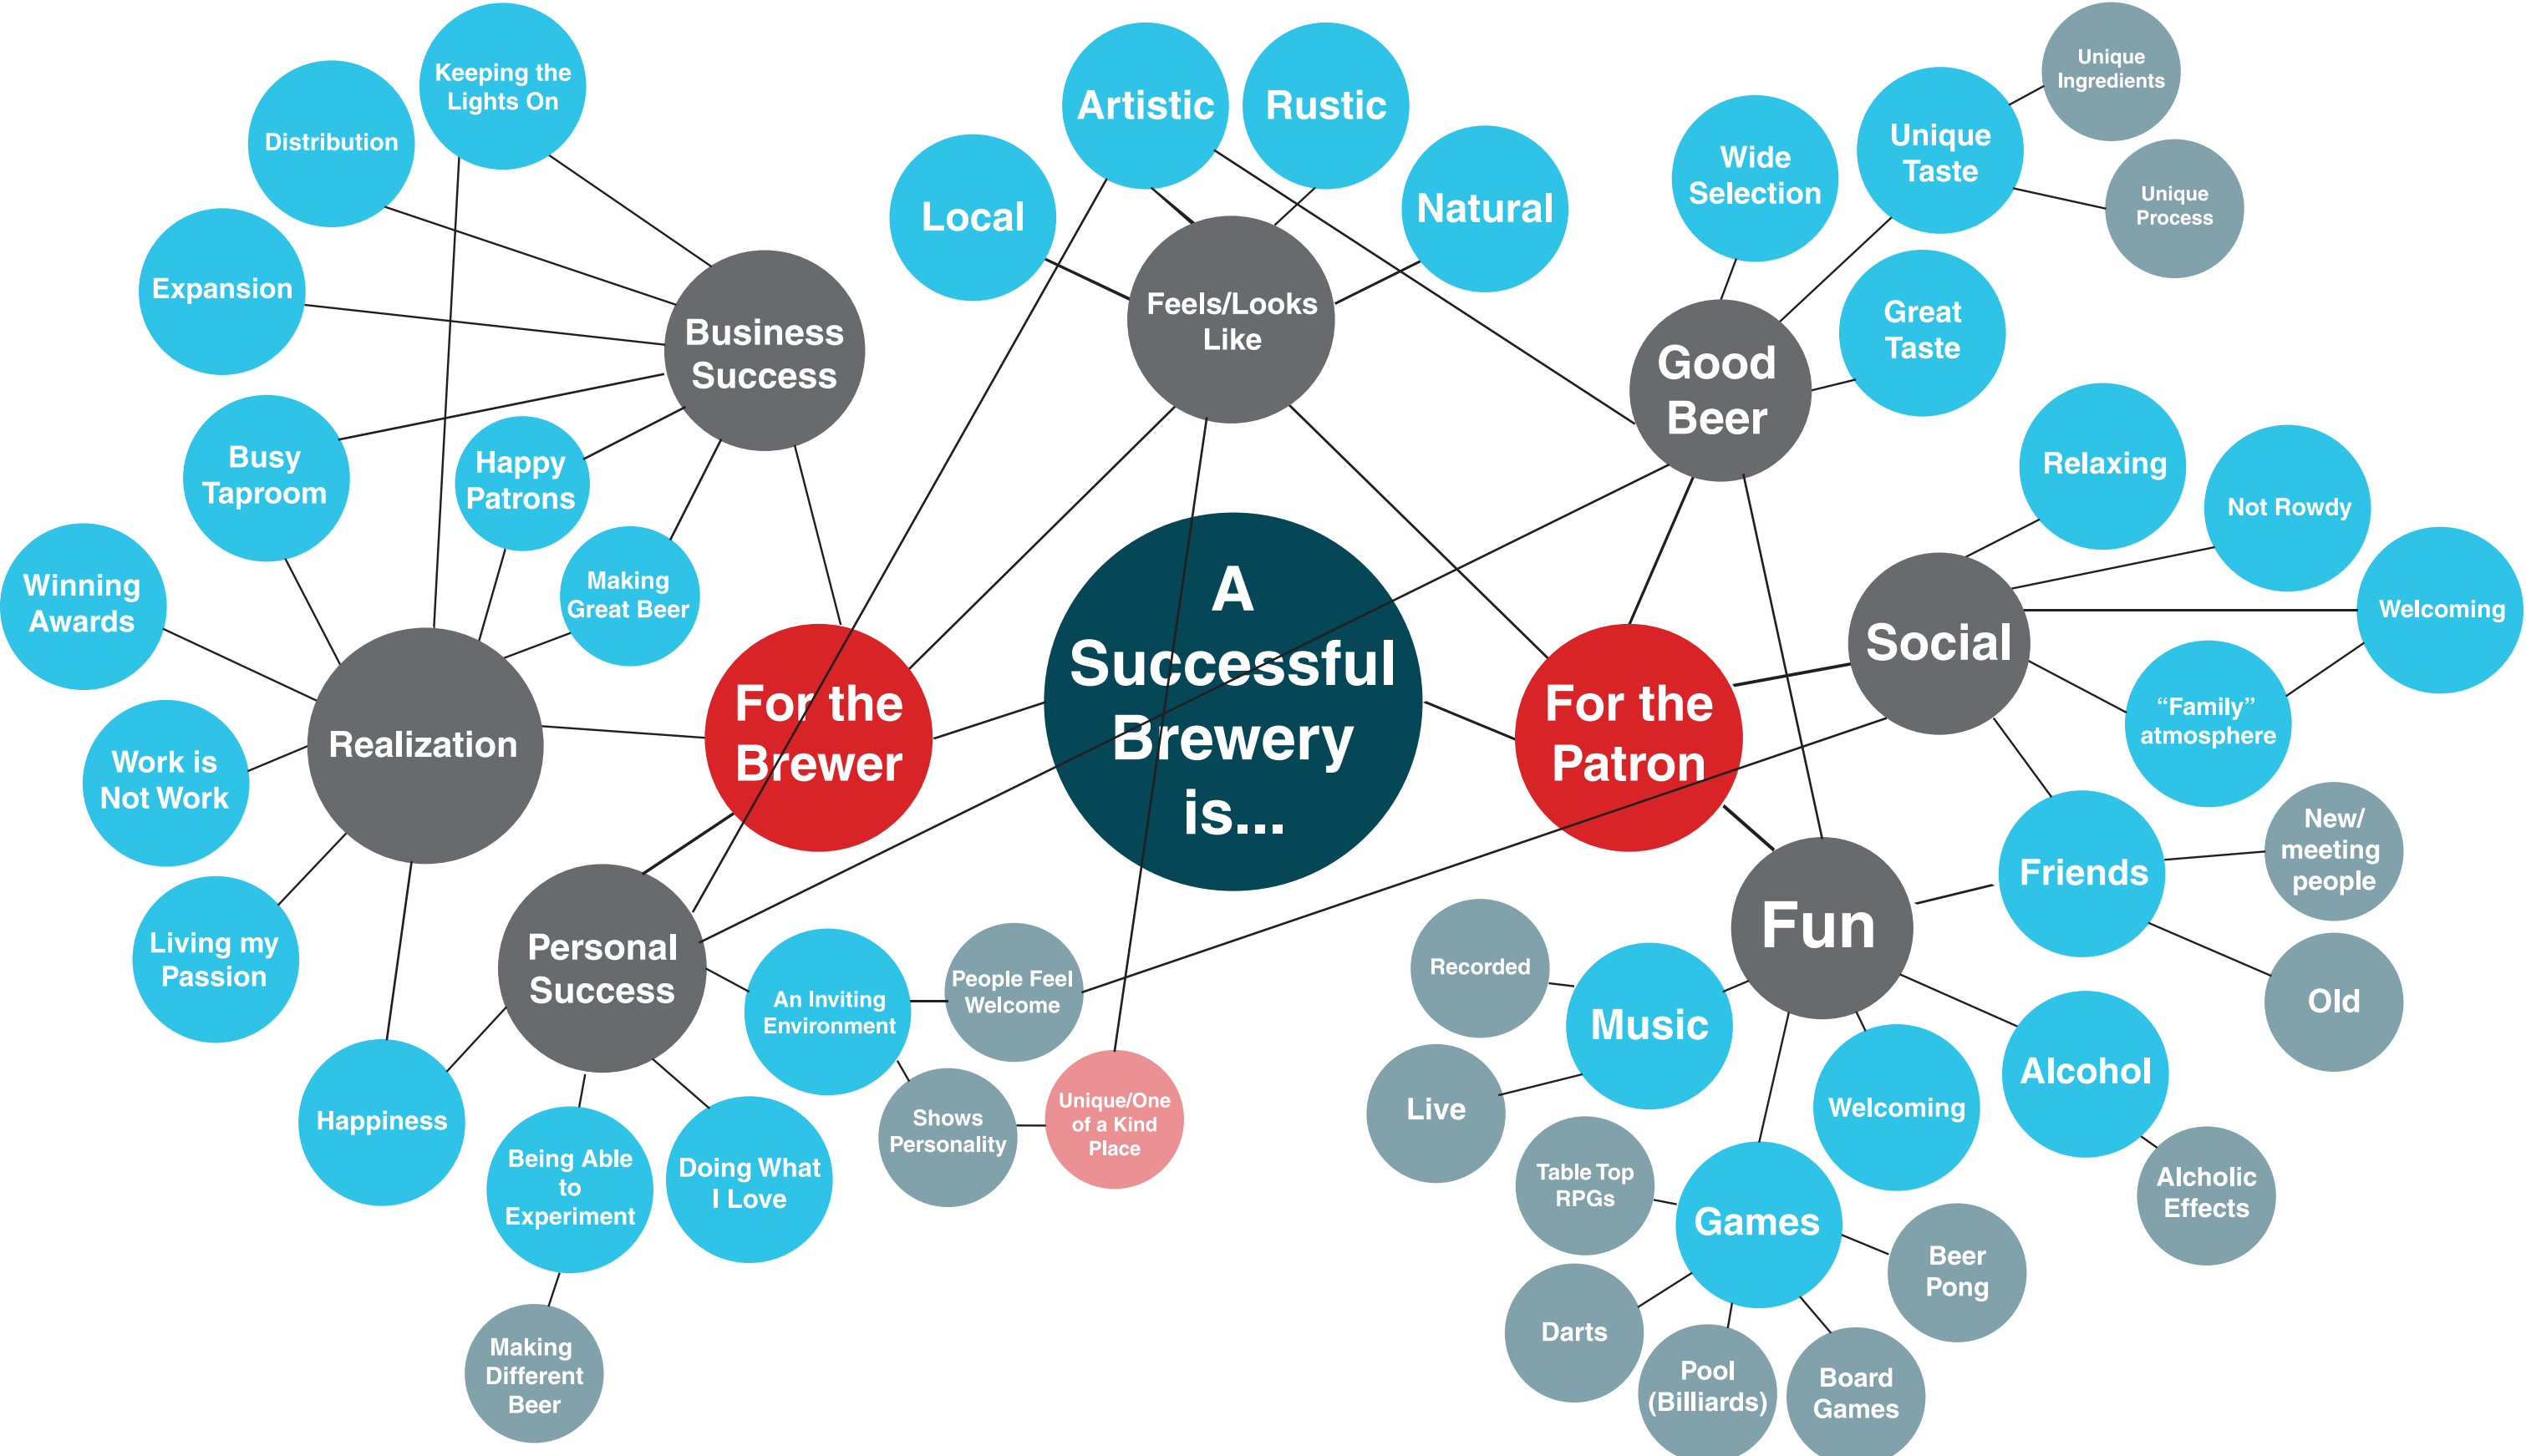 Keeping the
Lights On
Distribution
Expansion
Business
Success
Busy
Taproom
Happy
Patrons
Making
Great Beer
Winning
Awards
Work is
Not Work
Realization
Living my
Passion
Happiness
For the
Brewer
Personal
Success
Being Able
to
Experiment
Making
Different
Beer
Doing What
I Love
An Inviting
Environment
People Feel
Welcome
Shows
Personality
Unique/One
of a Kind
Place
Local
Artistic
Rustic
Natural
Feels/Looks
Like
A
Successful
Brewery
is...
For the
Patron
Good
Beer
Wide
Selection
Unique
Taste
Unique
Ingredients
Unique
Process
Great
Taste
Social
Relaxing
Not Rowdy
Welcoming
“Family”
atmosphere
Friends
New/
meeting
people
Old
Fun
Music
Recorded
Live
Welcoming
Alcohol
Alcholic
Effects
Games
Table Top
RPGs
Darts
Pool
(Billiards)
Board
Games
Beer
Pong